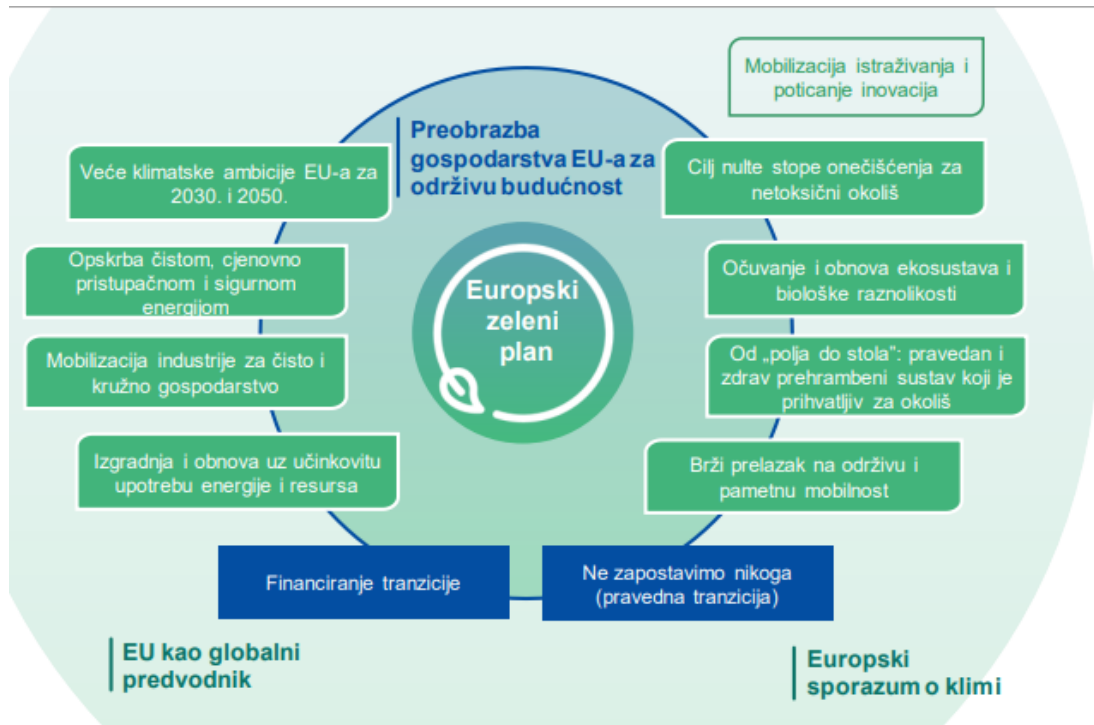 Mobilizacija istraživanja i
poticanje inovacija
Preobrazba
gospodarstva EU-a za
održivu budućnost
Veće klimatske ambicije EU-a za
2030. i 2050.
Cilj nulte stope onečišćenja za
netoksični okoliš
Opskrba čistom, cjenovno
pristupačnom i sigurnom
energijom
Očuvanje i obnova ekosustava i
biološke raznolikosti
Europski
zeleni
plan
Mobilizacija industrije za čisto i
kružno gospodarstvo
Od „polja do stola”: pravedan i
zdrav prehrambeni sustav koji je
prihvatljiv za okoliš
Izgradnja i obnova uz učinkovitu
upotrebu energije i resursa
Brži prelazak na održivu i
pametnu mobilnost
Financiranje tranzicije
Ne zapostavimo nikoga
(pravedna tranzicija)
EU kao globalni
predvodnik
Europski
sporazum o klimi